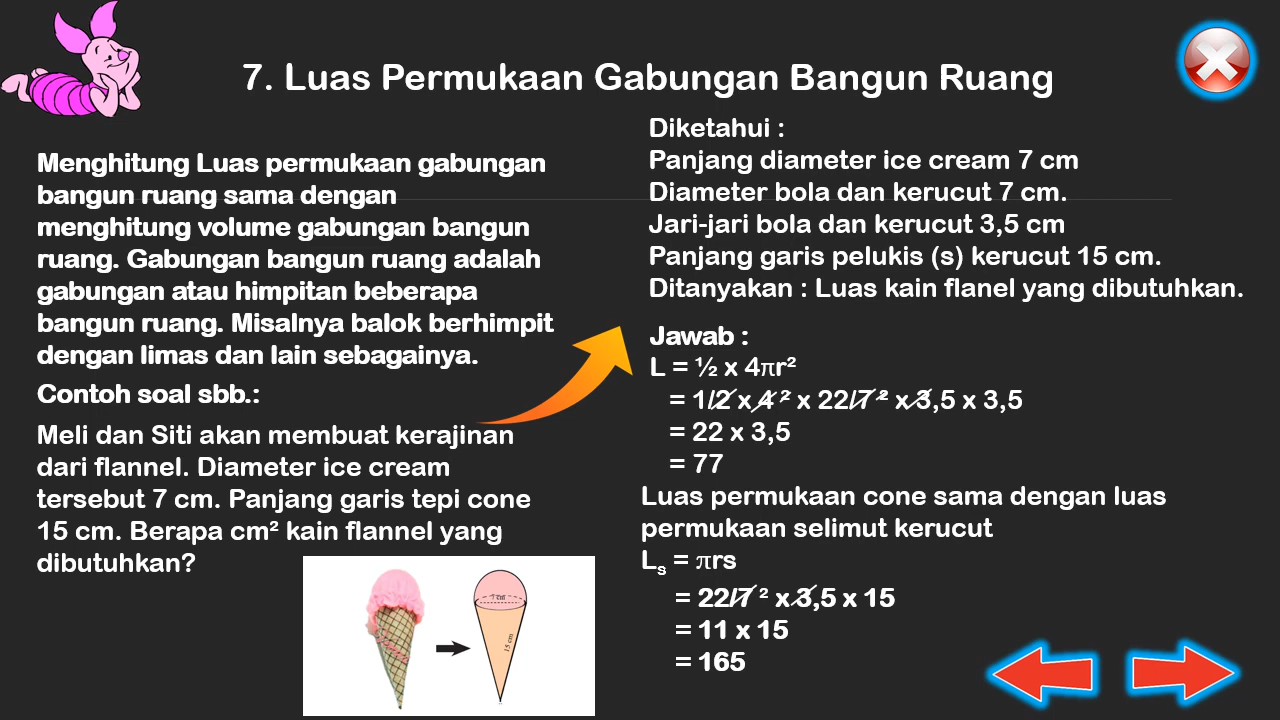 7. Luas Permukaan Gabungan Bangun Ruang
Menghitung Luas permukaan gabungan
bangun ruang sama dengan
menghitung volume gabungan bangun
ruang. Gabungan bangun ruang adalah
gabungan atau himpitan beberapa
bangun ruang. Misalnya balok berhimpit
dengan limas dan lain sebagainya.
Contoh soal sbb.:
Meli dan Siti akan membuat kerajinan
dari flannel. Diameter ice cream
tersebut 7 cm. Panjang garis tepi cone
15 cm. Berapa cm² kain flannel yang
dibutuhkan?
7 cm
15 cm
Diketahui :
Panjang diameter ice cream 7 cm
Diameter bola dan kerucut 7 cm.
Jari-jari bola dan kerucut 3,5 cm
Panjang garis pelukis (s) kerucut 15 cm.
Ditanyakan : Luas kain flanel yang dibutuhkan.
Jawab :
L = ½ x 4πr²
= 1/2 x 4 ² x 22/7 ² x 3,5 x 3,5
= 22 x 3,5
= 77
Luas permukaan cone sama dengan luas
permukaan selimut kerucut
Ls = πrs
= 22/7 ² x 3,5 x 15
= 11 x 15
= 165